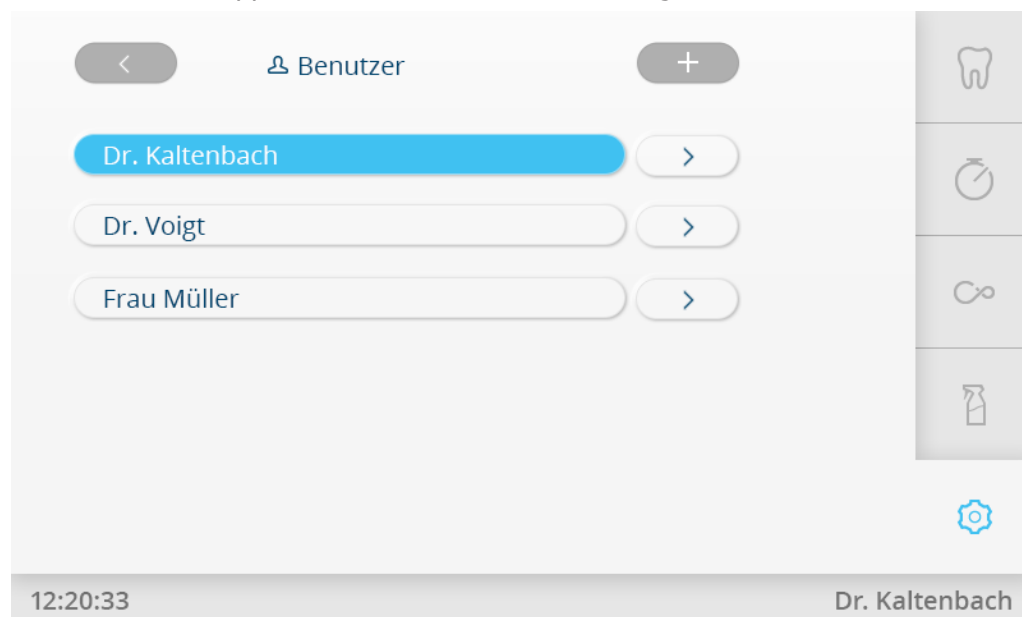 Benutzer
Dr. Kaltenbach
Dr. Voigt
Frau Müller
12:20:33 Dr. Kaltenbach